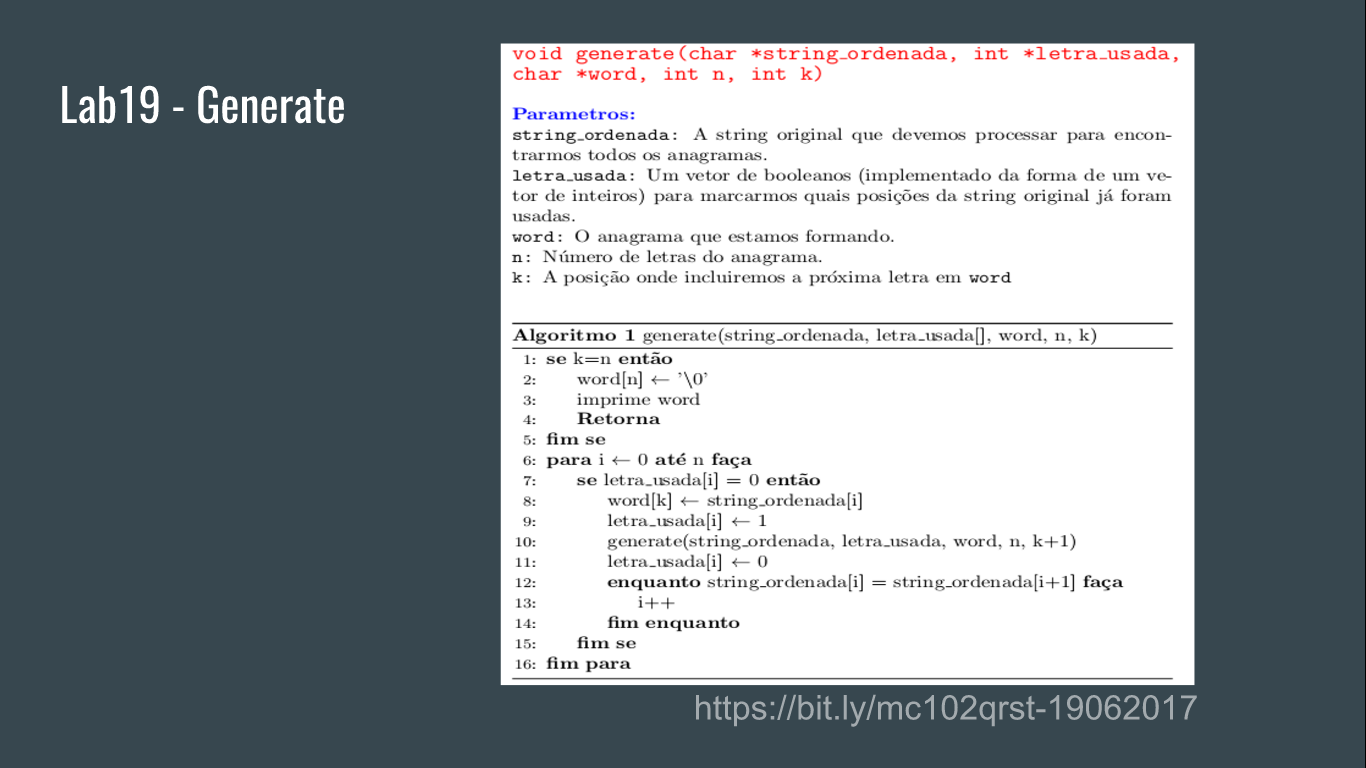 Lab19 - Generate
void generate(char *string_ordenada, int *letra_usada,
char *word, int n, int k)
Parametros:
string_ordenada: A string original que devemos processar para encon-
trarmos todos os anagramas.
letra_usada: Um vetor de booleanos (implementado da forma de um ve-
tor de inteiros) para marcarmos quais posições da string original já foram
usadas.
word: O anagrama que estamos formando.
n: Número de letras do anagrama.
k: A posição onde incluiremos a próxima letra em word
Algoritmo 1 generate(string_ordenada, letra_usada[], word, n, k)
1: se k=n então
2: word[n] ← '\0'
3: imprime word
4: Retorna
5: fim se
6: para i ← 0 até n faça
7: se letra_usada[i] = 0 então
8: word[k] ← string_ordenada[i]
9: letra_usada[i] ← 1
10: generate(string_ordenada, letra_usada, word, n, k+1)
11: letra_usada[i] ← 0
12: enquanto string_ordenada[i] = string_ordenada[i+1] faça
13: i++
14: fim enquanto
15: fim se
16: fim para
https://bit.ly/mc102qrst-19062017